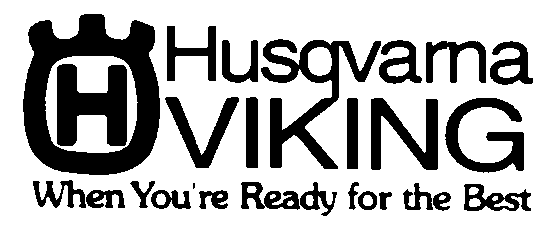 H
Husqvarna
VIKING
When You're Ready for the Best